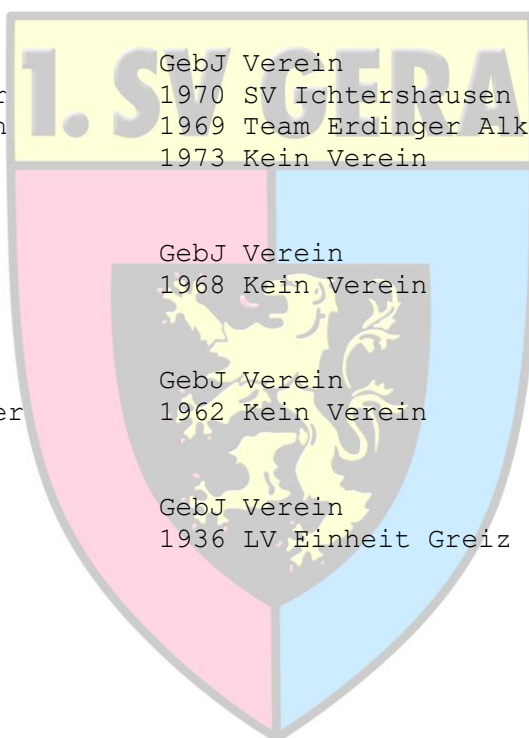 1. SV GERA
GebJ Verein
r 1970 SV Ichtershausen
n 1969 Team Erdinger Alk
1973 Kein Verein
GebJ Verein
1968 Kein Verein
GebJ Verein
er 1962 Kein Verein
GebJ Verein
1936 LV Einheit Greiz